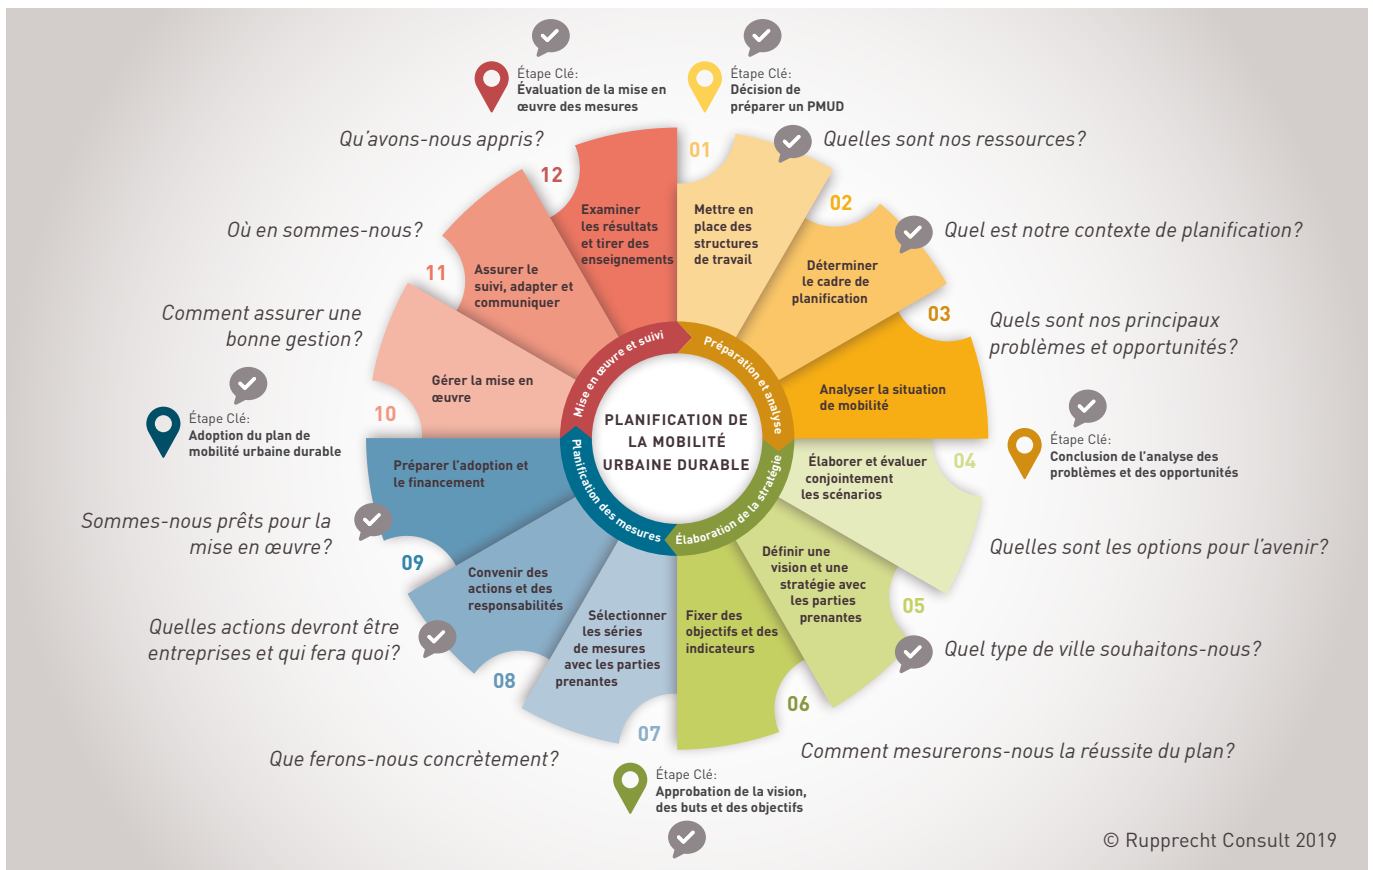 Étape Clé:
Évaluation de la mise en
œuvre des mesures
Étape Clé:
Décision de
préparer un PMUD
Qu'avons-nous appris?
Quelles sont nos ressources?
Où en sommes-nous?
Quel est notre contexte de planification?
Comment assurer une
bonne gestion?
Quels sont nos principaux
problèmes et opportunités?
Étape Clé:
Adoption du plan de
mobilité urbaine durable
Étape Clé:
Conclusion de l'analyse des
problèmes et des opportunités
Sommes-nous prêts pour la
mise en œuvre?
Quelles sont les options pour l'avenir?
Quelles actions devront être
entreprises et qui fera quoi?
Quel type de ville souhaitons-nous?
Que ferons-nous concrètement?
Comment mesurerons-nous la réussite du plan?
Étape Clé:
Approbation de la vision,
des buts et des objectifs
01
Mettre en
place des
structures
de travail
02
Déterminer
le cadre de
planification
03
Analyser la situation
de mobilité
04
Élaborer et évaluer
conjointement
les scénarios
05
Définir une
vision et une
stratégie avec
les parties
prenantes
06
Fixer des
objectifs et des
indicateurs
07
Sélectionner
les séries
de mesures
avec les parties
prenantes
08
Convenir des
actions et des
responsabilités
09
Préparer l'adoption et
le financement
10
Gérer la mise en
œuvre
11
Assurer le
suivi, adapter et
communiquer
12
Examiner
les résultats
et tirer des
enseignements
Préparation et analyse
Élaboration de la stratégie
Planification des mesures
Mise en œuvre et suivi
PLANIFICATION DE
LA MOBILITÉ
URBAINE DURABLE
© Rupprecht Consult 2019